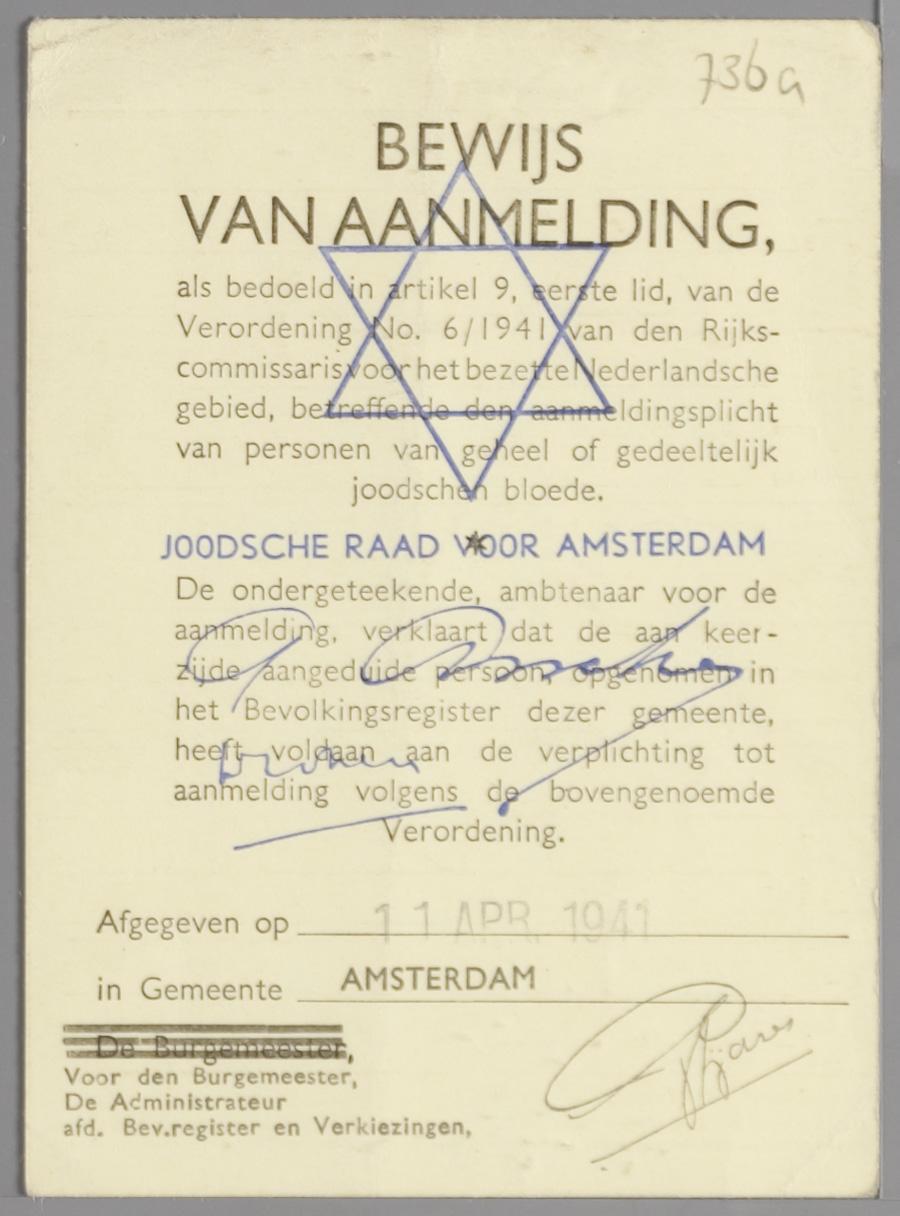 736a
BEWIJS
VAN AANMELDING,
als bedoeld in artikel 9, eerste lid, van de
Verordening No. 6/1941 van den Rijks-
commissaris voor het bezette Nederlandsche
gebied, betreffende den aanmeldingsplicht
van personen van geheel of gedeeltelijk
joodschen bloede.
JOODSCHE RAAD VOOR AMSTERDAM
De ondergeteekende, ambtenaar voor de
aanmelding, verklaart dat de aan keer-
zijde aangeduide persoon, opgenomen in
het Bevolkingsregister dezer gemeente,
heeft voldaan aan de verplichting tot
aanmelding volgens de bovengenoemde
Verordening.
Afgegeven op 11 APR. 1941
in Gemeente AMSTERDAM
De Burgemeester,
Voor den Burgemeester,
De Administrateur
afd. Bev.register en Verkiezingen,